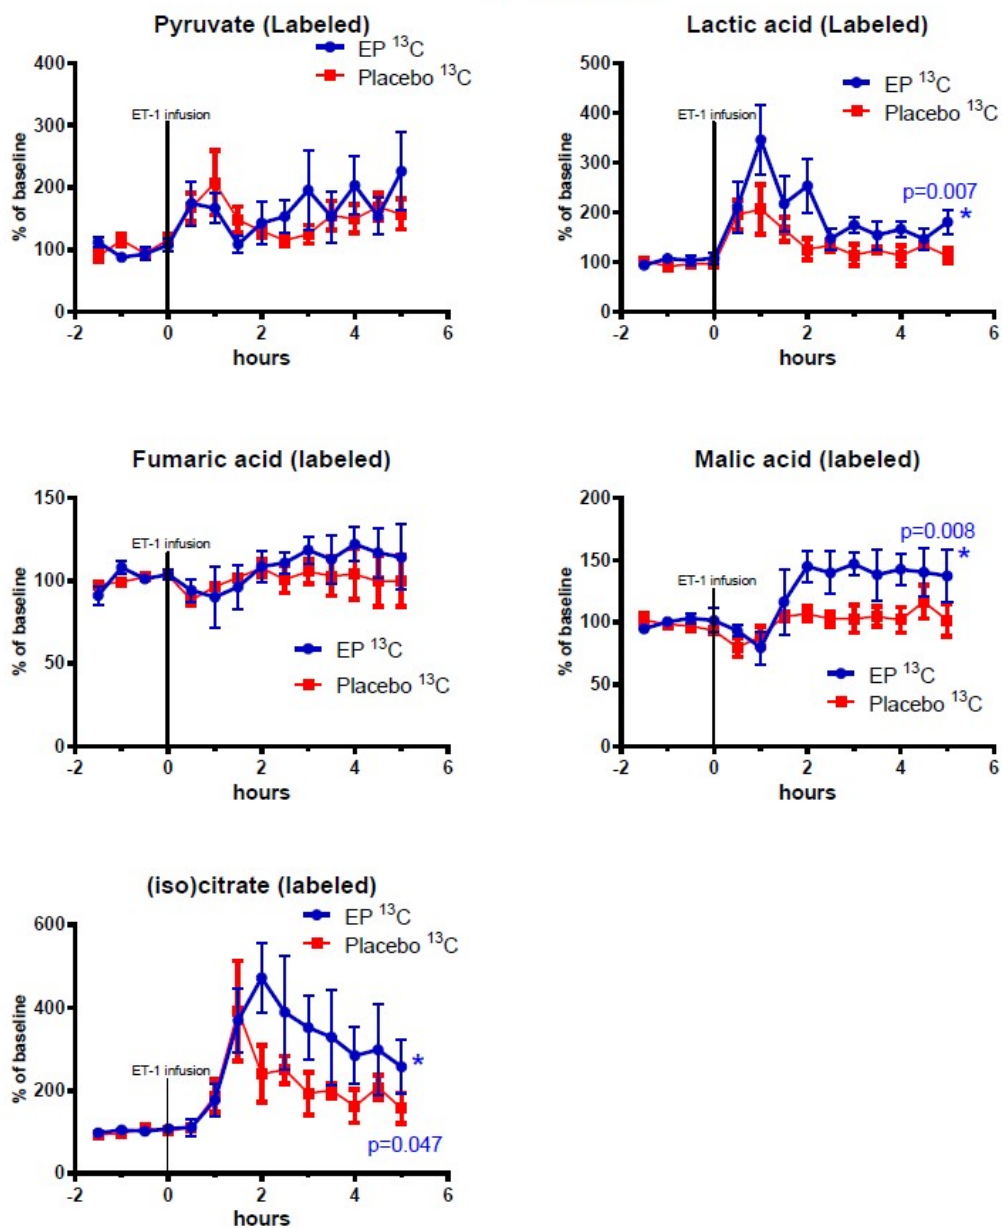 Pyruvate (Labeled)
EP 13C
Placebo 13C
400
300
200
100
0
% of baseline
ET-1 infusion
-2 0 2 4 6
hours
Lactic acid (Labeled)
EP 13C
Placebo 13C
500
400
300
200
100
0
% of baseline
ET-1 infusion
p=0.007
*
-2 0 2 4 6
hours
Fumaric acid (labeled)
150
100
50
0
% of baseline
ET-1 infusion
EP 13C
Placebo 13C
-2 0 2 4 6
hours
Malic acid (labeled)
200
150
100
50
0
% of baseline
ET-1 infusion
p=0.008
*
EP 13C
Placebo 13C
-2 0 2 4 6
hours
(iso)citrate (labeled)
EP 13C
Placebo 13C
600
400
200
0
% of baseline
ET-1 infusion
*
p=0.047
-2 0 2 4 6
hours